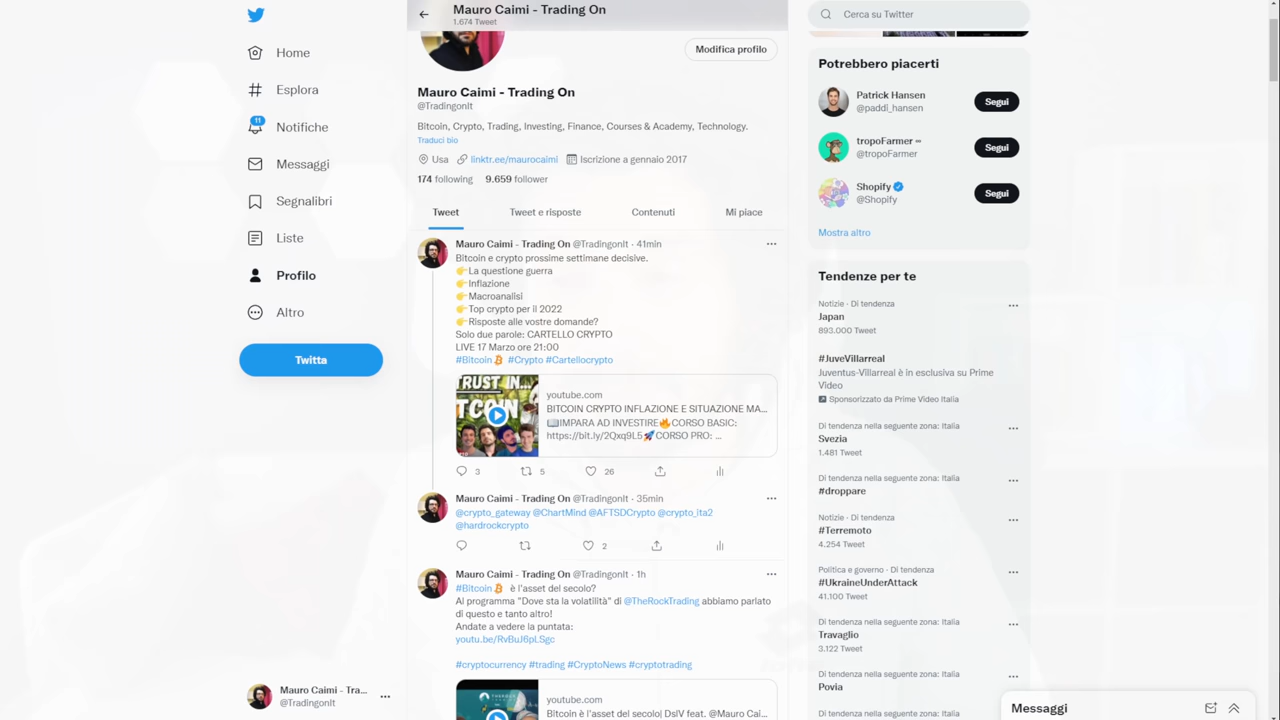 Home
Esplora
11
Notifiche
Messaggi
Segnalibri
Liste
Profilo
Altro
Twitta
Mauro Caimi - Tra...
@TradingonIt
Mauro Caimi - Trading On
1.674 Tweet
Modifica profilo
Mauro Caimi - Trading On
@TradingonIt
Bitcoin, Crypto, Trading, Investing, Finance, Courses & Academy, Technology.
Traduci bio
Usa linktr.ee/maurocaimi Iscrizione a gennaio 2017
174 following 9.659 follower
Tweet Tweet e risposte Contenuti Mi piace
Mauro Caimi - Trading On @TradingonIt · 41min
Bitcoin e crypto prossime settimane decisive.
👉La questione guerra
👉Inflazione
👉Macroanalisi
👉Top crypto per il 2022
👉Risposte alle vostre domande?
Solo due parole: CARTELLO CRYPTO
LIVE 17 Marzo ore 21:00
#Bitcoin #Crypto #Cartellocrypto
TRUST IN...
BITCOIN
youtube.com
BITCOIN CRYPTO INFLAZIONE E SITUAZIONE MA...
📖IMPARA AD INVESTIRE🔥CORSO BASIC:
https://bit.ly/2Qxq9L5🚀CORSO PRO: ...
3 5 26
Mauro Caimi - Trading On @TradingonIt · 35min
@crypto_gateway @ChartMind @AFTSDCrypto @crypto_ita2
@hardrockcrypto
2
Mauro Caimi - Trading On @TradingonIt · 1h
#Bitcoin è l'asset del secolo?
Al programma "Dove sta la volatilità" di @TheRockTrading abbiamo parlato
di questo e tanto altro!
Andate a vedere la puntata:
youtu.be/RvBuJ6pLSgc
#cryptocurrency #trading #CryptoNews #cryptotrading
youtube.com
Bitcoin è l'asset del secolo| DsIV feat. @Mauro Cai...
Cerca su Twitter
Potrebbero piacerti
Patrick Hansen
@paddi_hansen
Segui
tropoFarmer
@tropoFarmer
Segui
Shopify
@Shopify
Segui
Mostra altro
Tendenze per te
Notizie · Di tendenza
Japan
893.000 Tweet
#JuveVillarreal
Juventus-Villarreal è in esclusiva su Prime
Video
Sponsorizzato da Prime Video Italia
Di tendenza nella seguente zona: Italia
Svezia
1.481 Tweet
Di tendenza nella seguente zona: Italia
#droppare
Notizie · Di tendenza
#Terremoto
4.254 Tweet
Politica e governo · Di tendenza
#UkraineUnderAttack
41.100 Tweet
Di tendenza nella seguente zona: Italia
Travaglio
3.122 Tweet
Di tendenza nella seguente zona: Italia
Povia
Di tendenza nella seguente zona: Italia
Messaggi